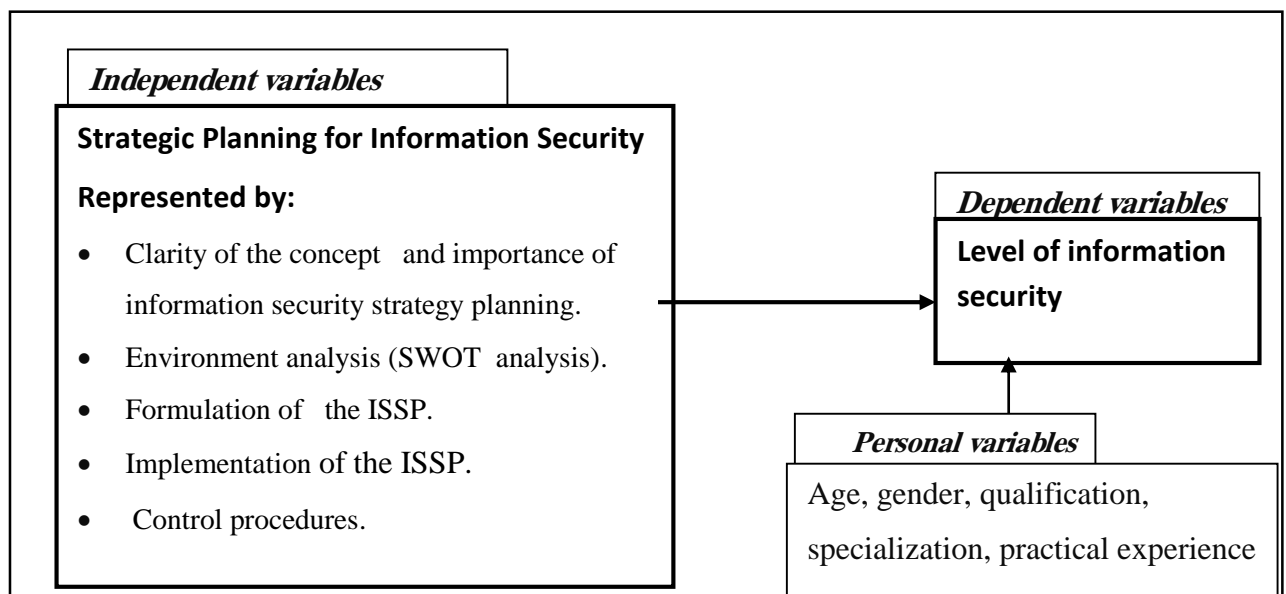 Independent variables
Strategic Planning for Information Security
Represented by:
• Clarity of the concept and importance of
information security strategy planning.
• Environment analysis (SWOT analysis).
• Formulation of the ISSP.
• Implementation of the ISSP.
• Control procedures.
Dependent variables
Level of information
security
Personal variables
Age, gender, qualification,
specialization, practical experience